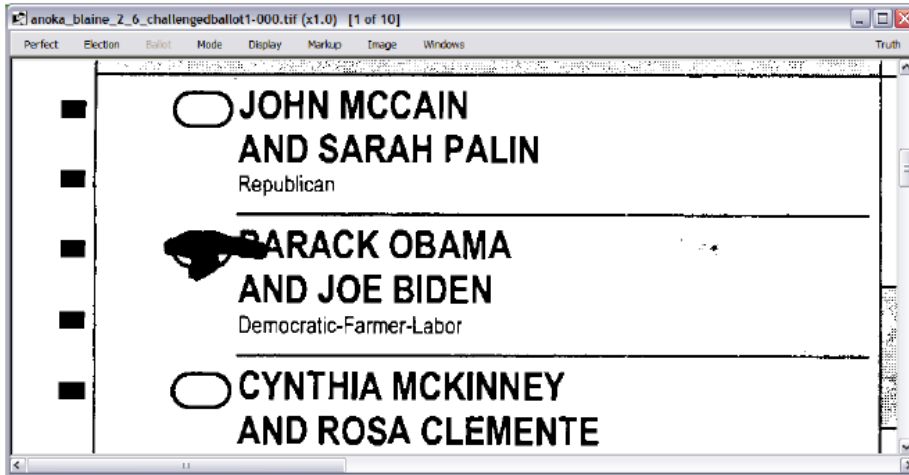 anoka_blaine_2_6_challengedballot1-000.tif (x1.0) [1 of 10]
Perfect Election Ballot Mode Display Markup Image Windows Truth
JOHN MCCAIN
AND SARAH PALIN
Republican
BARACK OBAMA
AND JOE BIDEN
Democratic-Farmer-Labor
CYNTHIA MCKINNEY
AND ROSA CLEMENTE